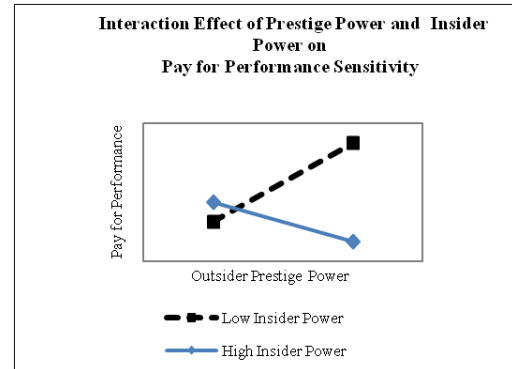 Interaction Effect of Prestige Power and Insider
Power on
Pay for Performance Sensitivity
Pay for Performance
Outsider Prestige Power
Low Insider Power
High Insider Power